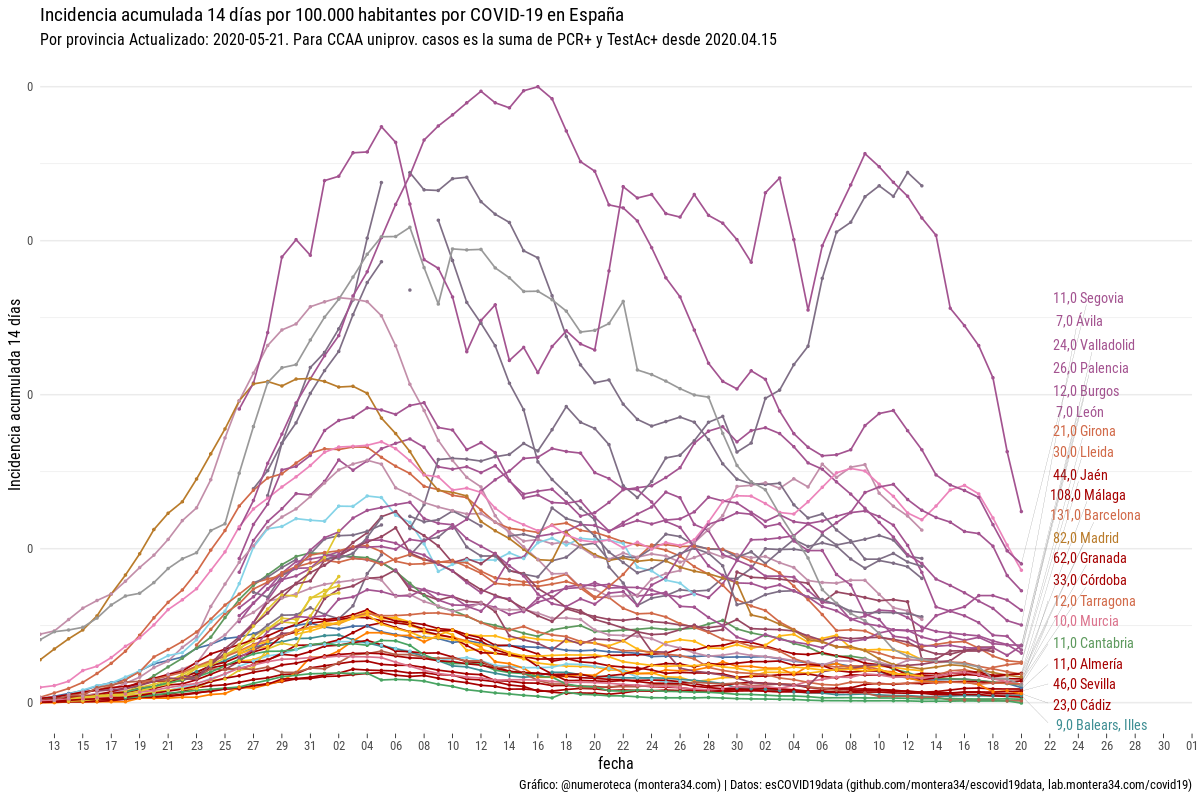 Incidencia acumulada 14 días por 100.000 habitantes por COVID-19 en España
Por provincia Actualizado: 2020-05-21. Para CCAA uniprov. casos es la suma de PCR+ y TestAc+ desde 2020.04.15
Incidencia acumulada 14 días
0
0
0
0
0
11,0 Segovia
7,0 Ávila
24,0 Valladolid
26,0 Palencia
12,0 Burgos
7,0 León
21,0 Girona
30,0 Lleida
44,0 Jaén
108,0 Málaga
131,0 Barcelona
82,0 Madrid
62,0 Granada
33,0 Córdoba
12,0 Tarragona
10,0 Murcia
11,0 Cantabria
11,0 Almería
46,0 Sevilla
23,0 Cádiz
9,0 Balears, Illes
13 15 17 19 21 23 25 27 29 31 02 04 06 08 10 12 14 16 18 20 22 24 26 28 30 02 04 06 08 10 12 14 16 18 20 22 24 26 28 30 01
fecha
Gráfico: @numeroteca (montera34.com) | Datos: esCOVID19data (github.com/montera34/escovid19data, lab.montera34.com/covid19)